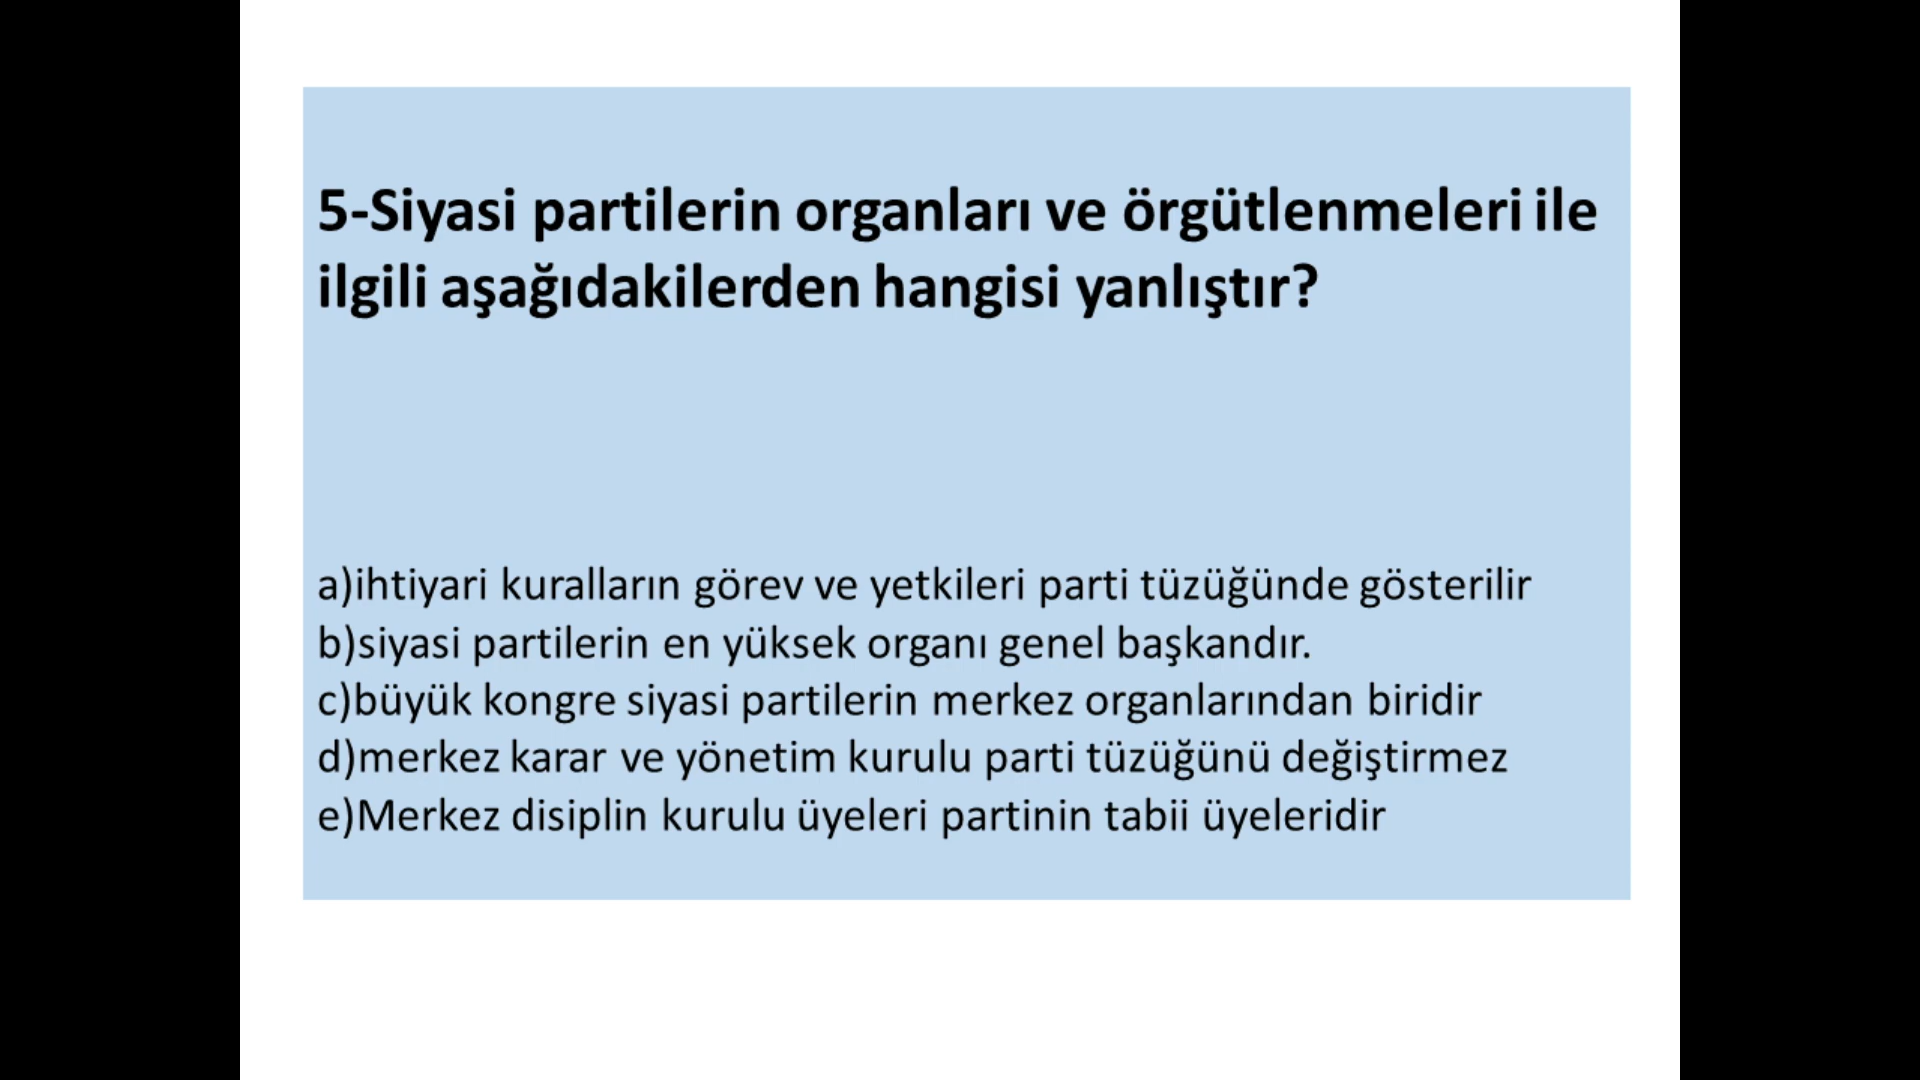 5-Siyasi partilerin organları ve örgütlenmeleri ile
ilgili aşağıdakilerden hangisi yanlıştır?
a)ihtiyari kuralların görev ve yetkileri parti tüzüğünde gösterilir
b)siyasi partilerin en yüksek organı genel başkandır.
c)büyük kongre siyasi partilerin merkez organlarından biridir
d)merkez karar ve yönetim kurulu parti tüzüğünü değiştirmez
e)Merkez disiplin kurulu üyeleri partinin tabii üyeleridir